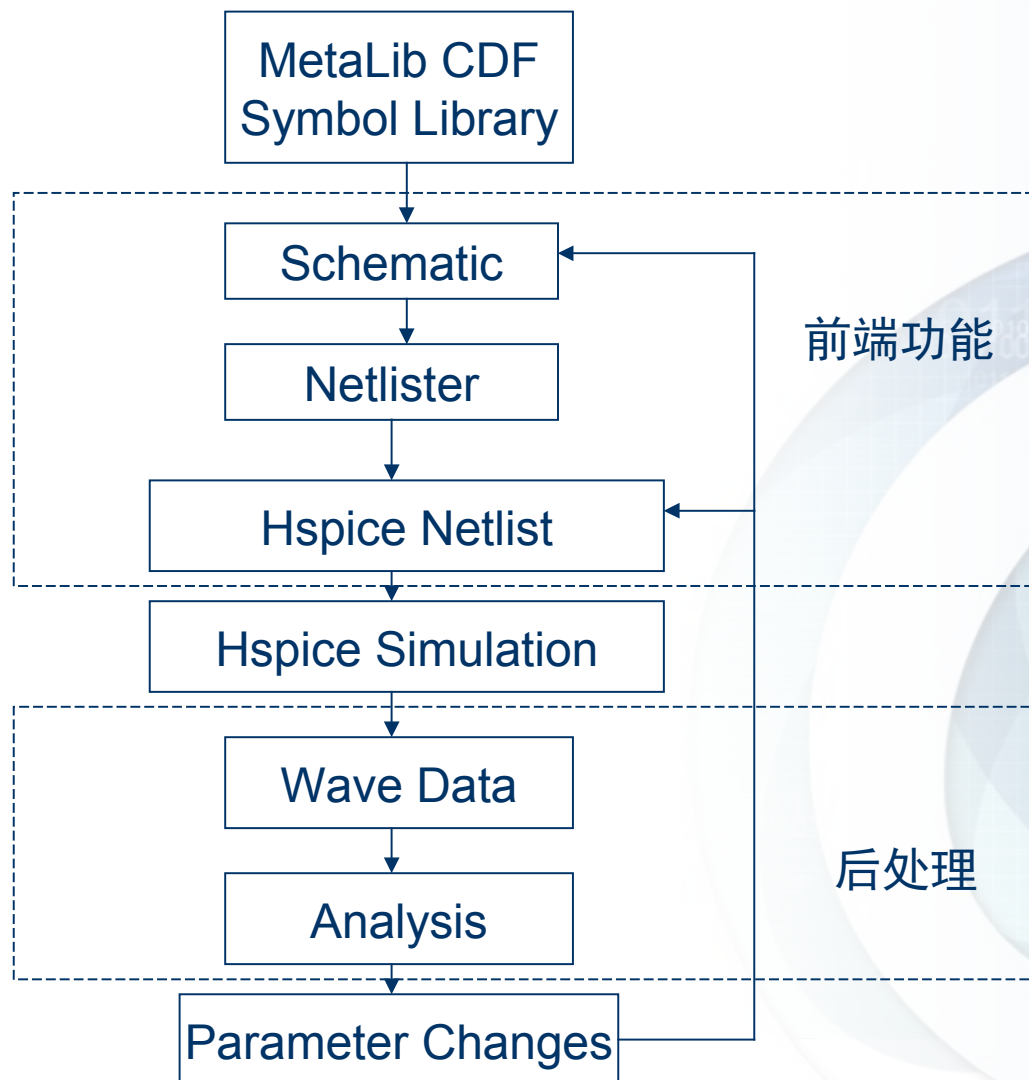 MetaLib CDF
Symbol Library
Schematic
前端功能
Netlister
Hspice Netlist
Hspice Simulation
Wave Data
后处理
Analysis
Parameter Changes